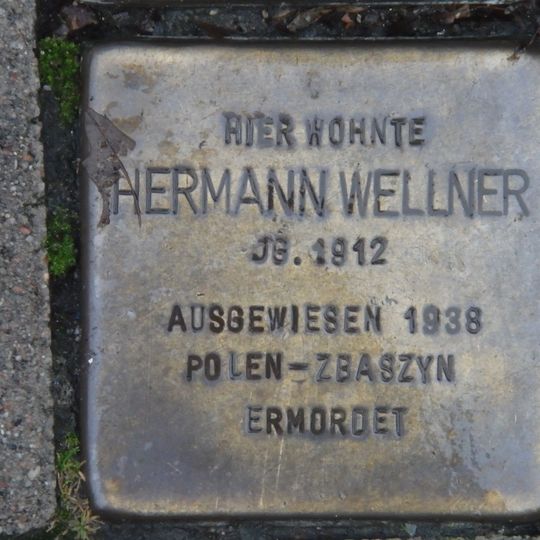 HIER WOHNTE
HERMANN WELLNER
JG. 1912
AUSGEWIESEN 1938
POLEN-ZBASZYN
ERMORDET